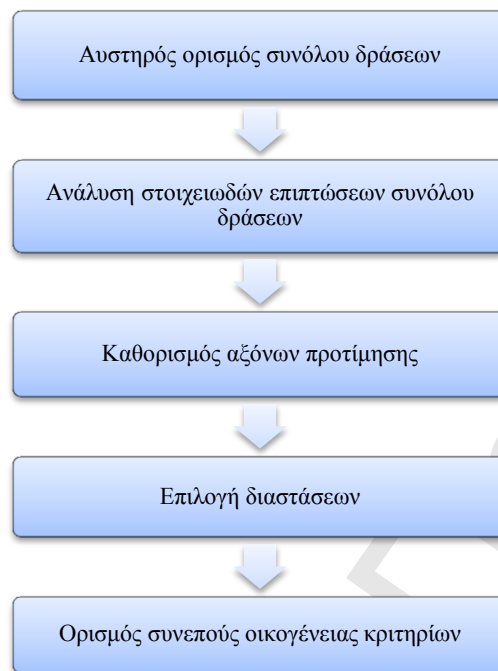 Αυστηρός ορισμός συνόλου δράσεων
Ανάλυση στοιχειωδών επιπτώσεων συνόλου
δράσεων
Καθορισμός αξόνων προτίμησης
Επιλογή διαστάσεων
Ορισμός συνεπούς οικογένειας κριτηρίων